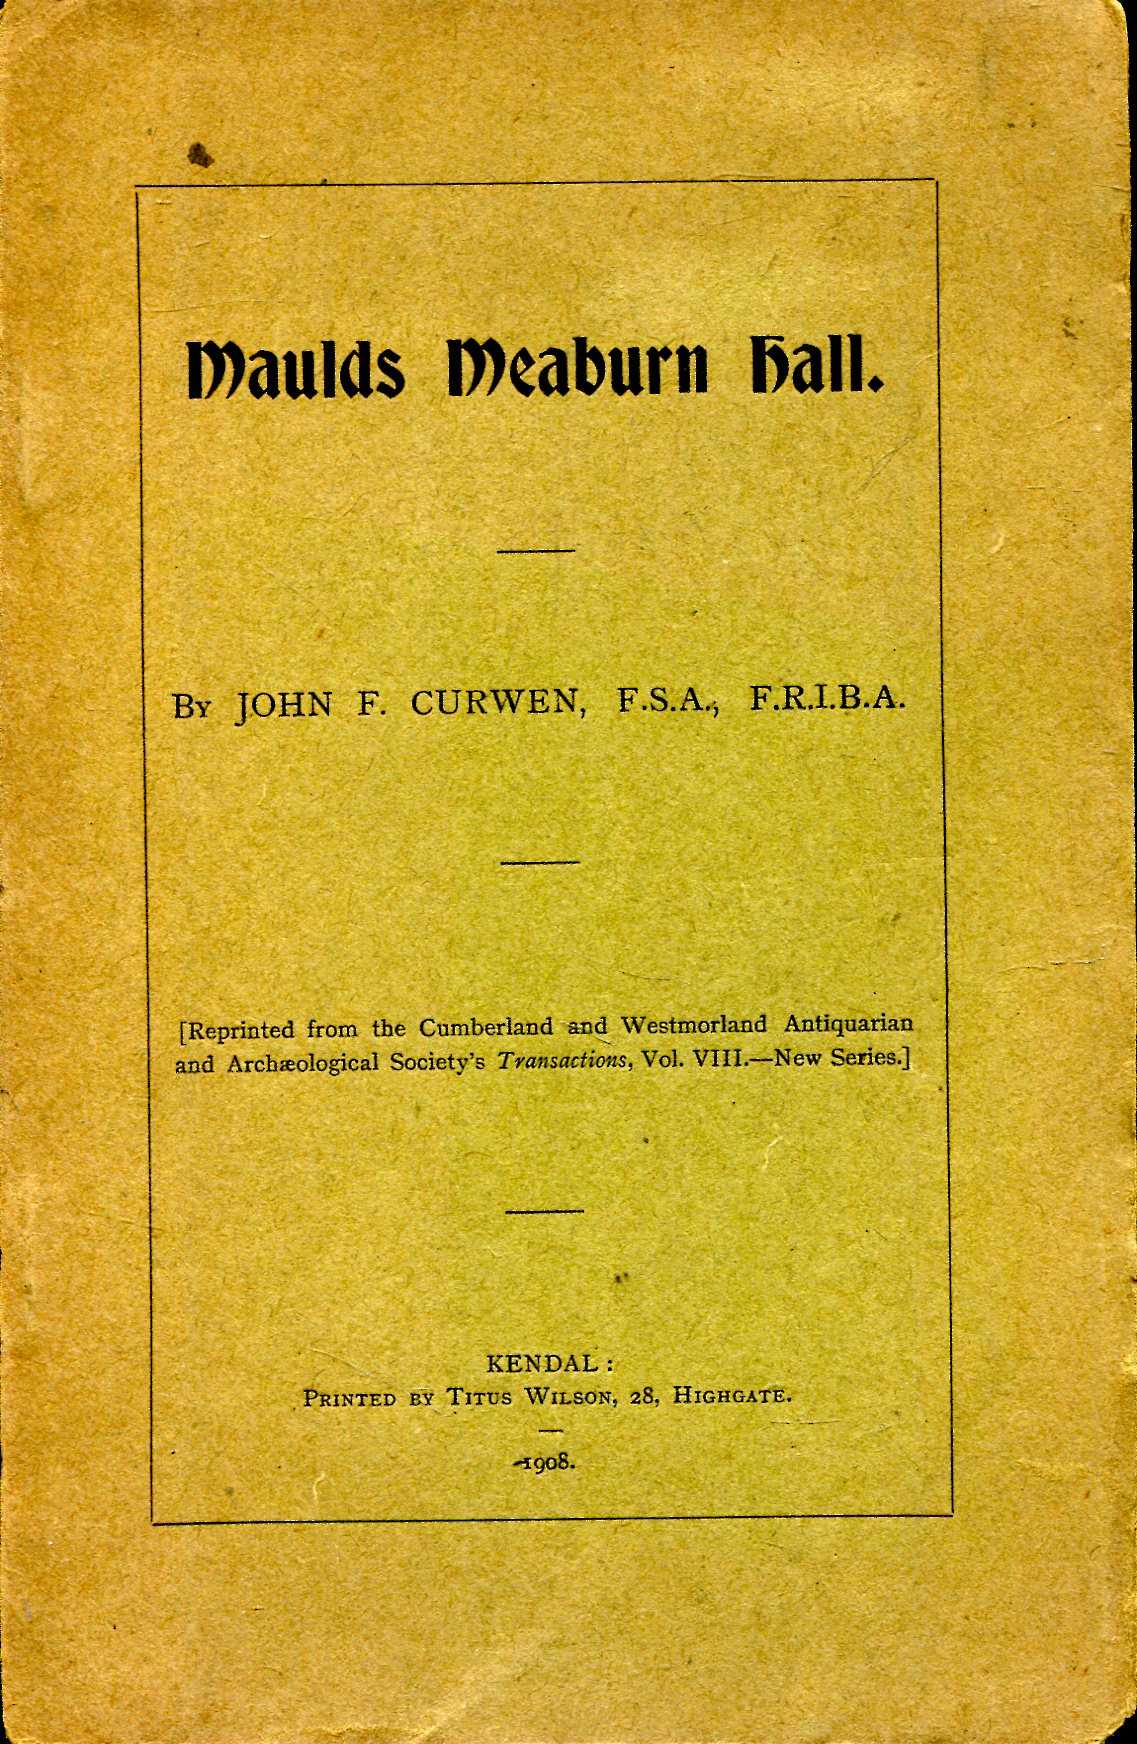 Maulds Meaburn Hall.
By JOHN F. CURWEN, F.S.A., F.R.I.B.A.
[Reprinted from the Cumberland and Westmorland Antiquarian
and Archæological Society's Transactions, Vol. VIII.—New Series.]
KENDAL:
Printed by Titus Wilson, 28, Highgate.
1908.